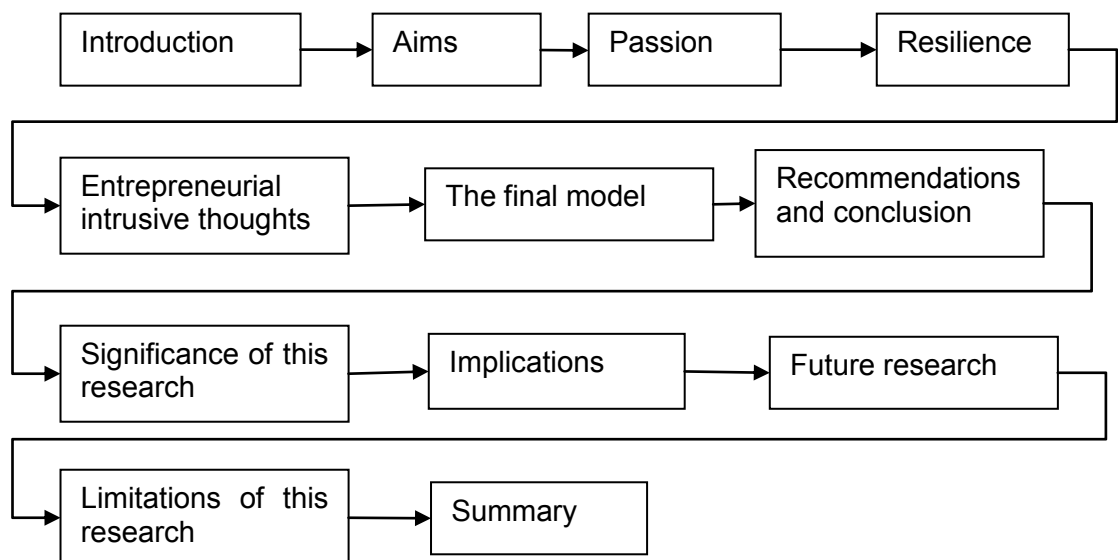 Introduction
Aims
Passion
Resilience
Entrepreneurial
intrusive thoughts
The final model
Recommendations
and conclusion
Significance of this
research
Implications
Future research
Limitations of this
research
Summary